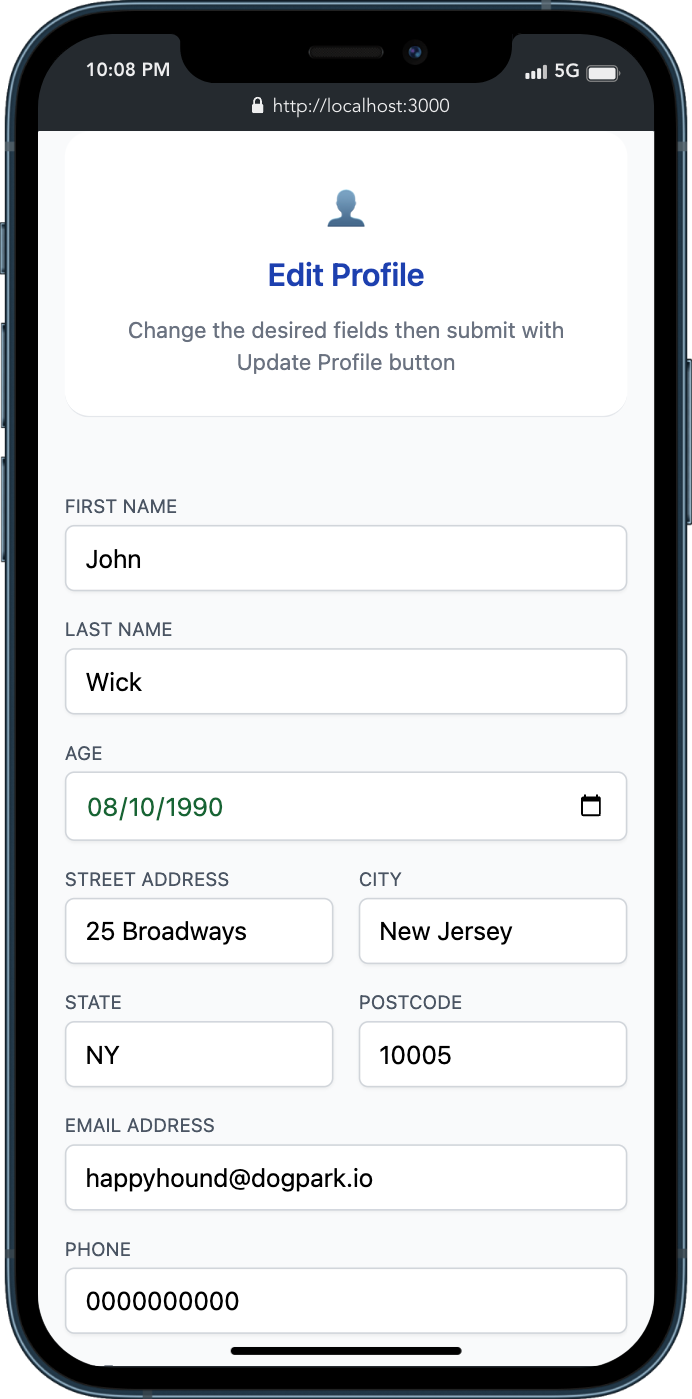 10:08 PM
5G
http://localhost:3000
Edit Profile
Change the desired fields then submit with
Update Profile button
FIRST NAME
John
LAST NAME
Wick
AGE
08/10/1990
STREET ADDRESS
CITY
25 Broadways
New Jersey
STATE
POSTCODE
NY
10005
EMAIL ADDRESS
happyhound@dogpark.io
PHONE
0000000000